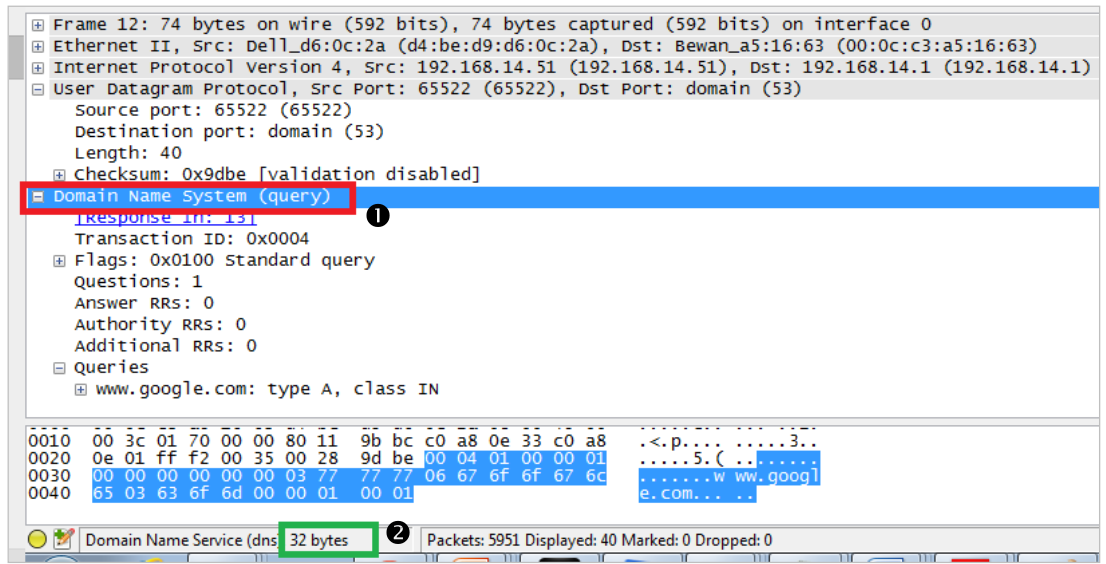 Frame 12: 74 bytes on wire (592 bits), 74 bytes captured (592 bits) on interface 0
Ethernet II, Src: Dell_d6:0c:2a (d4:be:d9:d6:0c:2a), Dst: Bewan_a5:16:63 (00:0c:c3:a5:16:63)
Internet Protocol Version 4, Src: 192.168.14.51 (192.168.14.51), Dst: 192.168.14.1 (192.168.14.1)
User Datagram Protocol, Src Port: 65522 (65522), Dst Port: domain (53)
Source port: 65522 (65522)
Destination port: domain (53)
Length: 40
Checksum: 0x9dbe [validation disabled]
Domain Name System (query)
1
[Response In: 13]
Transaction ID: 0x0004
Flags: 0x0100 Standard query
Questions: 1
Answer RRs: 0
Authority RRs: 0
Additional RRs: 0
Queries
www.google.com: type A, class IN
0010 00 3c 01 70 00 00 80 11 9b bc c0 a8 0e 33 c0 a8 .<.p.... .....3..
0020 0e 01 ff f2 00 35 00 28 9d be 00 04 01 00 00 01 .....5.( ........
0030 00 00 00 00 00 00 03 77 77 77 06 67 6f 6f 67 6c .......w ww.googl
0040 65 03 63 6f 6d 00 00 01 00 01 e.com... ..
Domain Name Service (dns) 32 bytes 2 Packets: 5951 Displayed: 40 Marked: 0 Dropped: 0